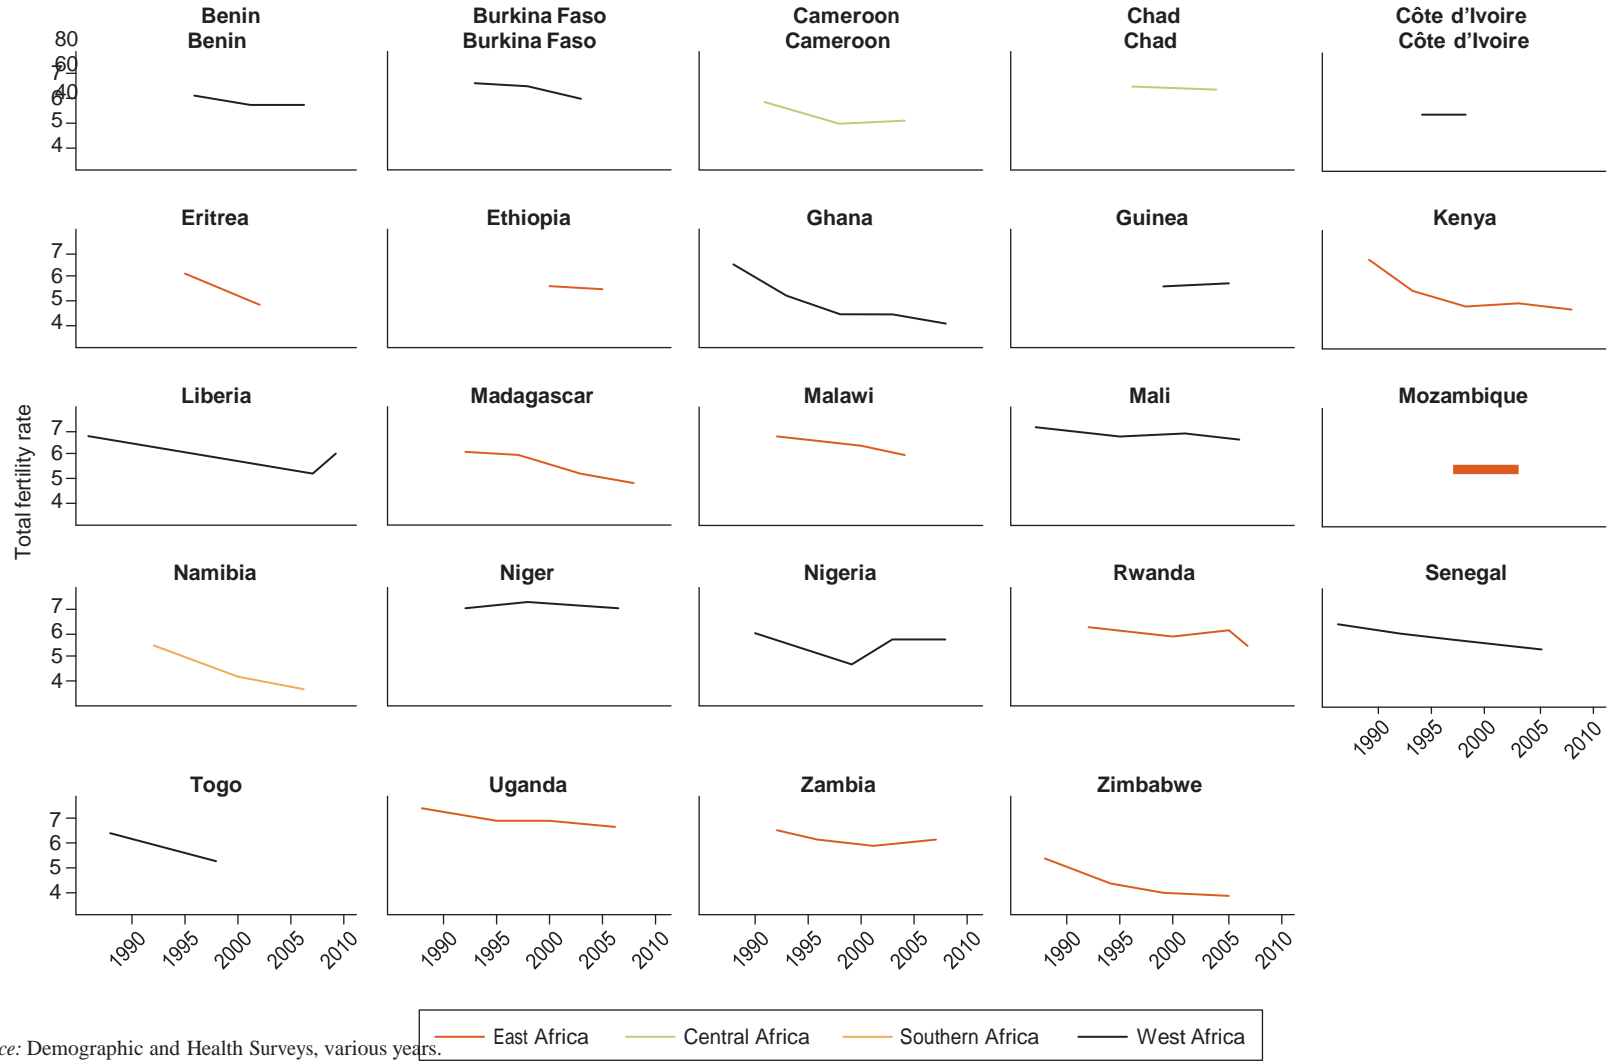 Benin Burkina Faso Cameroon Chad Côte d'Ivoire
Benin Burkina Faso Cameroon Chad Côte d'Ivoire
80
60
7
40
6
5
4
Eritrea Ethiopia Ghana Guinea Kenya
7
6
5
4
Total fertility rate
Liberia Madagascar Malawi Mali Mozambique
7
6
5
4
Namibia Niger Nigeria Rwanda Senegal
7
6
5
4
1990 1995 2000 2005 2010
Togo Uganda Zambia Zimbabwe
7
6
5
4
1990 1995 2000 2005 2010 1990 1995 2000 2005 2010 1990 1995 2000 2005 2010 1990 1995 2000 2005 2010
East Africa Central Africa Southern Africa West Africa
ce: Demographic and Health Surveys, various years.